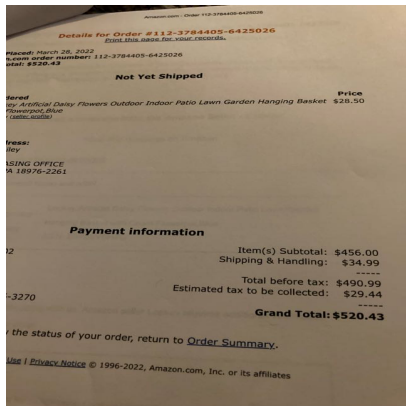 Amazon.com - Order 112-3784405-6425026
Details for Order #112-3784405-6425026
Print this page for your records.
Placed: March 28, 2022
n.com order number: 112-3784405-6425026
otal: $520.43
Not Yet Shipped
dered Price
ey Artificial Daisy Flowers Outdoor Indoor Patio Lawn Garden Hanging Basket $28.50
Flowerpot,Blue
(seller profile)
dress:
iley
ASING OFFICE
PA 18976-2261
Payment information
02 Item(s) Subtotal: $456.00
Shipping & Handling: $34.99
-----
Total before tax: $490.99
Estimated tax to be collected: $29.44
-3270 -----
Grand Total: $520.43
the status of your order, return to Order Summary.
Use | Privacy Notice © 1996-2022, Amazon.com, Inc. or its affiliates